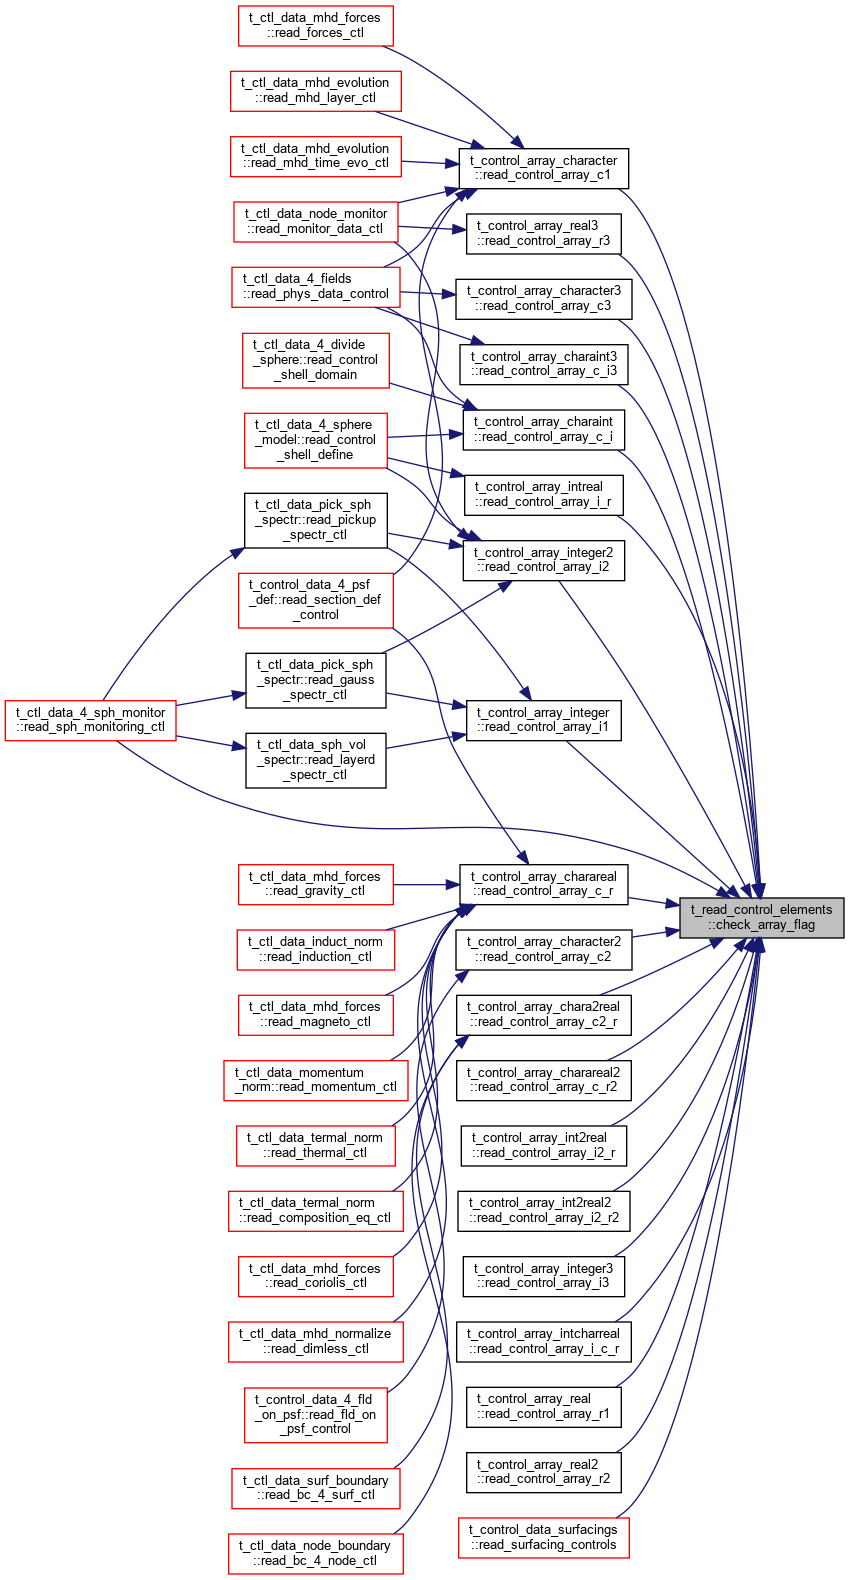 t_ctl_data_mhd_forces
::read_forces_ctl
t_ctl_data_mhd_evolution
::read_mhd_layer_ctl
t_ctl_data_mhd_evolution
::read_mhd_time_evo_ctl
t_ctl_data_node_monitor
::read_monitor_data_ctl
t_ctl_data_4_fields
::read_phys_data_control
t_ctl_data_4_divide
_sphere::read_control
_shell_domain
t_ctl_data_4_sphere
_model::read_control
_shell_define
t_ctl_data_pick_sph
_spectr::read_pickup
_spectr_ctl
t_control_data_4_psf
_def::read_section_def
_control
t_ctl_data_pick_sph
_spectr::read_gauss
_spectr_ctl
t_ctl_data_4_sph_monitor
::read_sph_monitoring_ctl
t_ctl_data_sph_vol
_spectr::read_layerd
_spectr_ctl
t_ctl_data_mhd_forces
::read_gravity_ctl
t_ctl_data_induct_norm
::read_induction_ctl
t_ctl_data_mhd_forces
::read_magneto_ctl
t_ctl_data_momentum
_norm::read_momentum_ctl
t_ctl_data_termal_norm
::read_thermal_ctl
t_ctl_data_termal_norm
::read_composition_eq_ctl
t_ctl_data_mhd_forces
::read_coriolis_ctl
t_ctl_data_mhd_normalize
::read_dimless_ctl
t_control_data_4_fld
_on_psf::read_fld_on
_psf_control
t_ctl_data_surf_boundary
::read_bc_4_surf_ctl
t_ctl_data_node_boundary
::read_bc_4_node_ctl
t_control_array_character
::read_control_array_c1
t_control_array_real3
::read_control_array_r3
t_control_array_character3
::read_control_array_c3
t_control_array_charaint3
::read_control_array_c_i3
t_control_array_charaint
::read_control_array_c_i
t_control_array_intreal
::read_control_array_i_r
t_control_array_integer2
::read_control_array_i2
t_control_array_integer
::read_control_array_i1
t_control_array_charareal
::read_control_array_c_r
t_control_array_character2
::read_control_array_c2
t_control_array_chara2real
::read_control_array_c2_r
t_control_array_charareal2
::read_control_array_c_r2
t_control_array_int2real
::read_control_array_i2_r
t_control_array_int2real2
::read_control_array_i2_r2
t_control_array_integer3
::read_control_array_i3
t_control_array_intcharreal
::read_control_array_i_c_r
t_control_array_real
::read_control_array_r1
t_control_array_real2
::read_control_array_r2
t_control_data_surfacings
::read_surfacing_controls
t_read_control_elements
::check_array_flag